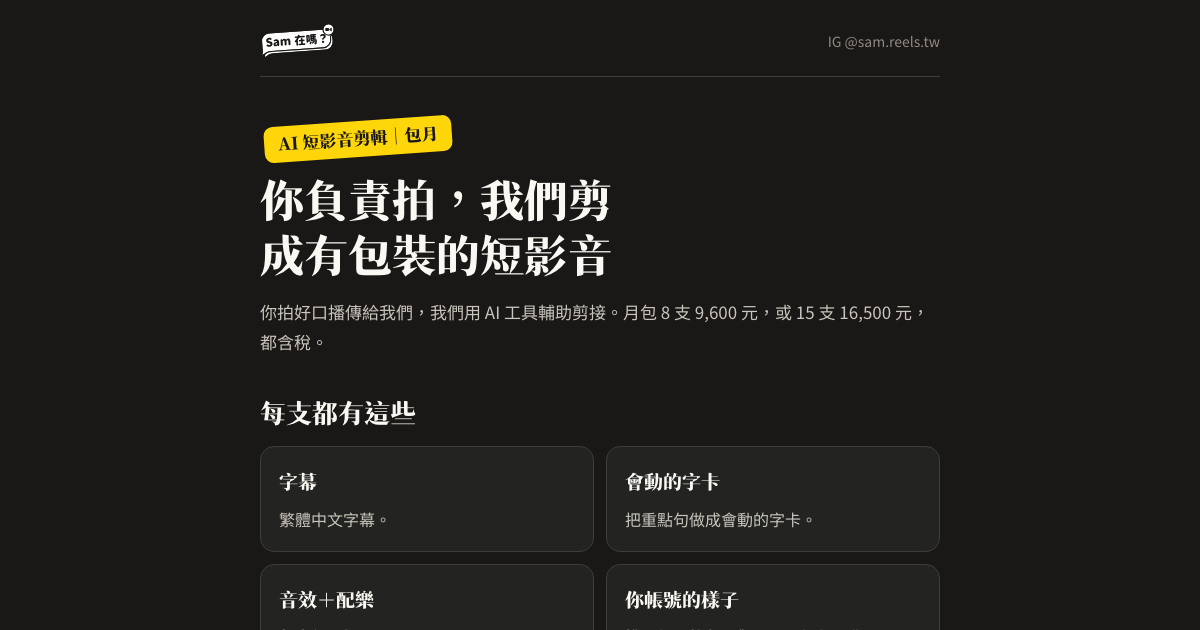 Sam 在嗎?
IG @sam.reels.tw
AI 短影音剪輯｜包月
你負責拍，我們剪
成有包裝的短影音
你拍好口播傳給我們，我們用 AI 工具輔助剪接。月包 8 支 9,600 元，或 15 支 16,500 元，
都含稅。
每支都有這些
字幕
會動的字卡
繁體中文字幕。
把重點句做成會動的字卡。
音效＋配樂
你帳號的樣子